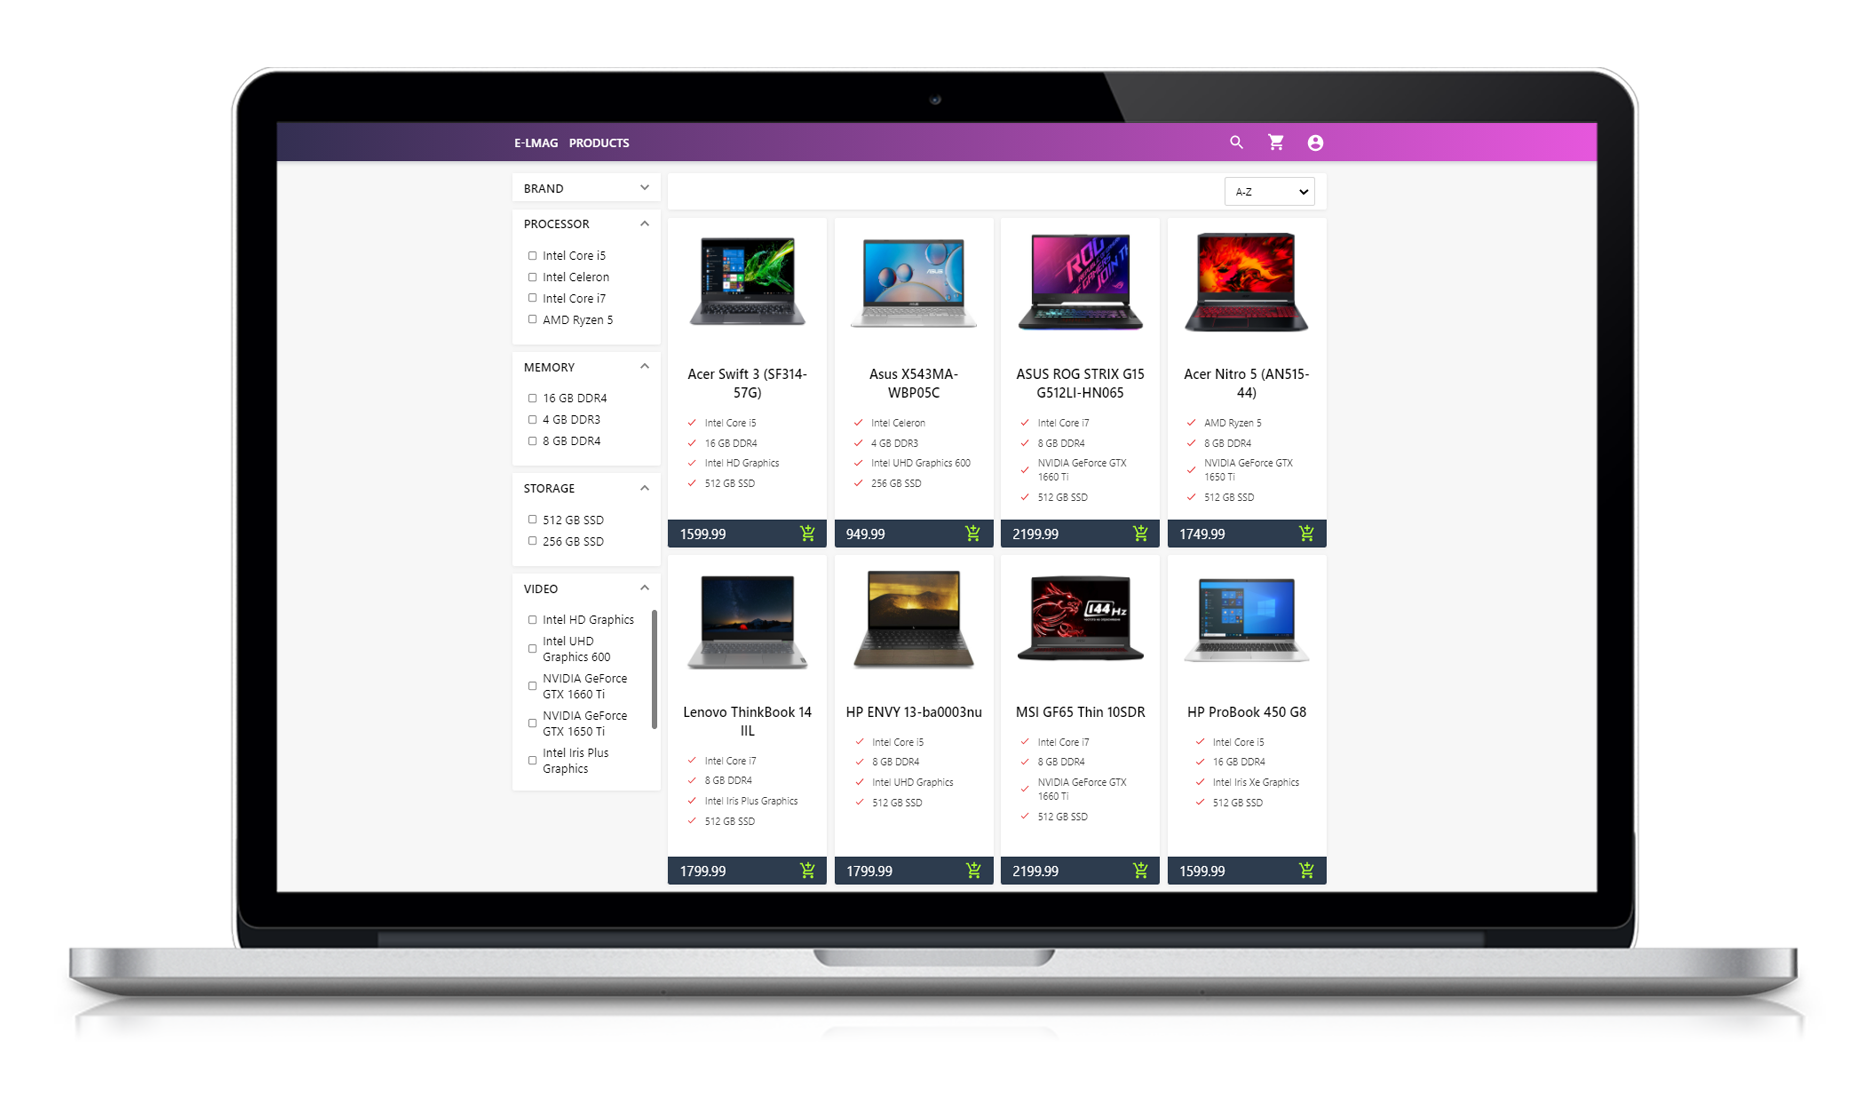 E-LMAG PRODUCTS
BRAND
A-Z
PROCESSOR
Intel Core i5
Intel Celeron
Intel Core i7
AMD Ryzen 5
MEMORY
16 GB DDR4
4 GB DDR3
8 GB DDR4
STORAGE
512 GB SSD
256 GB SSD
VIDEO
Intel HD Graphics
Intel UHD
Graphics 600
NVIDIA GeForce
GTX 1660 Ti
NVIDIA GeForce
GTX 1650 Ti
Intel Iris Plus
Graphics
Acer Swift 3 (SF314-
57G)
Intel Core i5
16 GB DDR4
Intel HD Graphics
512 GB SSD
1599.99
ASUS
Asus X543MA-
WBP05C
Intel Celeron
4 GB DDR3
Intel UHD Graphics 600
256 GB SSD
949.99
ROG
JOIN TH
ASUS ROG STRIX G15
G512LI-HN065
Intel Core i7
8 GB DDR4
NVIDIA GeForce GTX
1660 Ti
512 GB SSD
2199.99
Acer Nitro 5 (AN515-
44)
AMD Ryzen 5
8 GB DDR4
NVIDIA GeForce GTX
1650 Ti
512 GB SSD
1749.99
Lenovo ThinkBook 14
IIL
Intel Core i7
8 GB DDR4
Intel Iris Plus Graphics
512 GB SSD
1799.99
HP ENVY 13-ba0003nu
Intel Core i5
8 GB DDR4
Intel UHD Graphics
512 GB SSD
1799.99
144Hz
MSI GF65 Thin 10SDR
Intel Core i7
8 GB DDR4
NVIDIA GeForce GTX
1660 Ti
512 GB SSD
2199.99
HP ProBook 450 G8
Intel Core i5
16 GB DDR4
Intel Iris Xe Graphics
512 GB SSD
1599.99